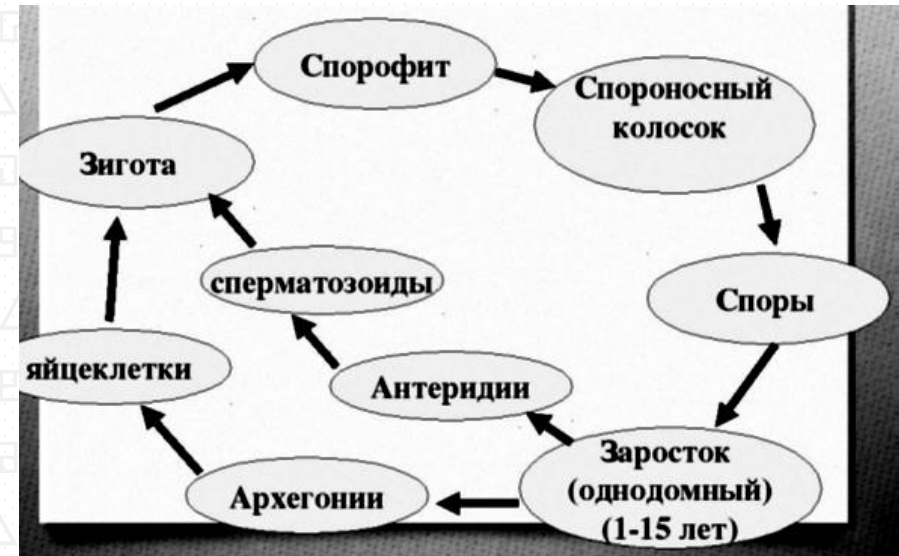 Спорофит
Спороносный
колосок
Зигота
сперматозоиды
Споры
яйцеклетки
Антеридии
Заросток
(однодомный)
(1-15 лет)
Архегонии